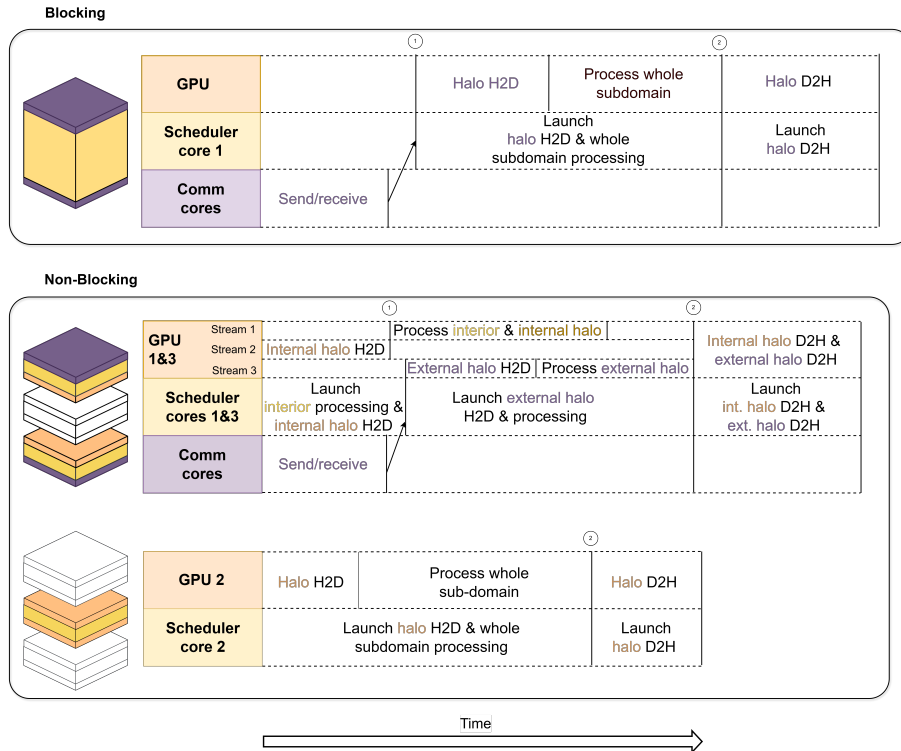 Blocking
1
2
GPU
Halo H2D
Process whole
subdomain
Halo D2H
Scheduler
core 1
Launch
halo H2D & whole
subdomain processing
Launch
halo D2H
Comm
cores
Send/receive
Non-Blocking
1
2
GPU
1&3
Stream 1
Process interior & internal halo
Stream 2
Internal halo H2D
Stream 3
External halo H2D
Process external halo
Internal halo D2H &
external halo D2H
Scheduler
cores 1&3
Launch
interior processing &
internal halo H2D
Launch external halo
H2D & processing
Launch
int. halo D2H &
ext. halo D2H
Comm
cores
Send/receive
2
GPU 2
Halo H2D
Process whole
sub-domain
Halo D2H
Scheduler
core 2
Launch halo H2D & whole
subdomain processing
Launch
halo D2H
Time